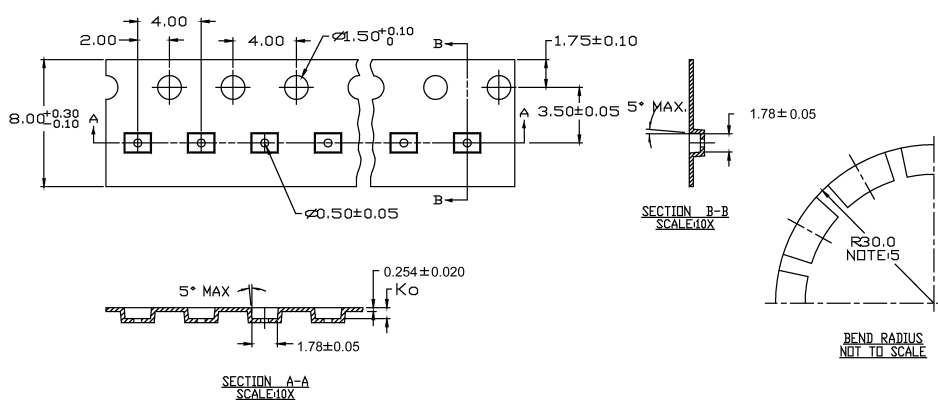 4.00
2.00
4.00
Ø1.50+0.10 0
B
1.75±0.10
8.00+0.30 -0.10
A
A
3.50±0.05
5° MAX.
1.78±0.05
B
Ø0.50±0.05
SECTION B-B
SCALE:10X
R30.0
NOTE:5
0.254±0.020
5° MAX
Ko
1.78±0.05
BEND RADIUS
NOT TO SCALE
SECTION A-A
SCALE:10X